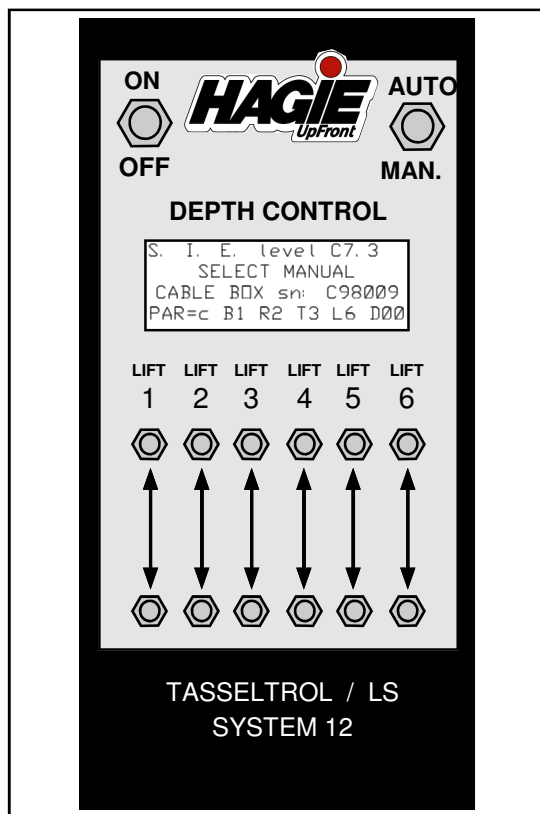 ON
HAGIE
UpFront
AUTO
OFF
MAN.
DEPTH CONTROL
S. I. E. level C7.3
SELECT MANUAL
CABLE BOX sn: C98009
PAR=c B1 R2 T3 L6 D00
LIFT LIFT LIFT LIFT LIFT LIFT
1 2 3 4 5 6
TASSELTROL / LS
SYSTEM 12